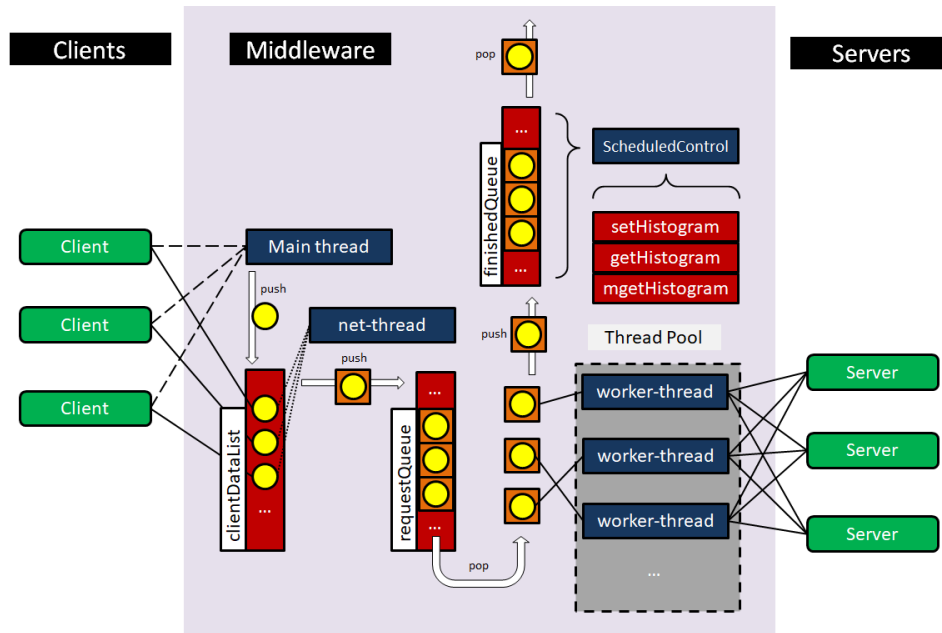 Clients
Middleware
Servers
pop
...
finishedQueue
...
ScheduledControl
setHistogram
getHistogram
mgetHistogram
Client
Client
Client
Main thread
push
net-thread
push
clientDataList
...
...
requestQueue
...
pop
push
Thread Pool
worker-thread
worker-thread
worker-thread
...
Server
Server
Server